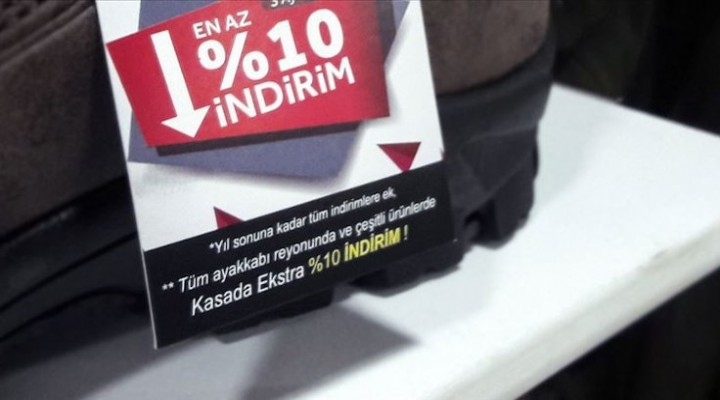 EN AZ
%10
İNDİRİM
*Yıl sonuna kadar tüm indirimlere ek,
** Tüm ayakkabı reyonunda ve çeşitli ürünlerde
Kasada Ekstra %10 İNDİRİM !